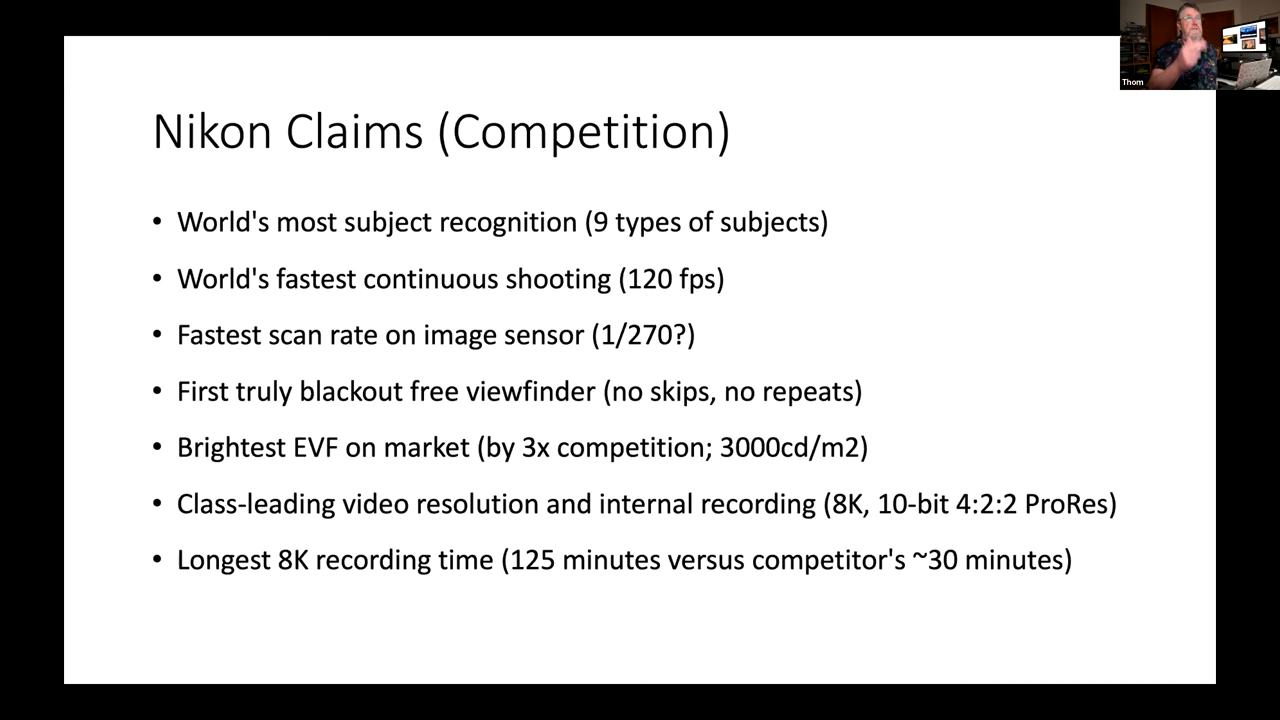 Thom
Nikon Claims (Competition)
• World's most subject recognition (9 types of subjects)
• World's fastest continuous shooting (120 fps)
• Fastest scan rate on image sensor (1/270?)
• First truly blackout free viewfinder (no skips, no repeats)
• Brightest EVF on market (by 3x competition; 3000cd/m2)
• Class-leading video resolution and internal recording (8K, 10-bit 4:2:2 ProRes)
• Longest 8K recording time (125 minutes versus competitor's ~30 minutes)